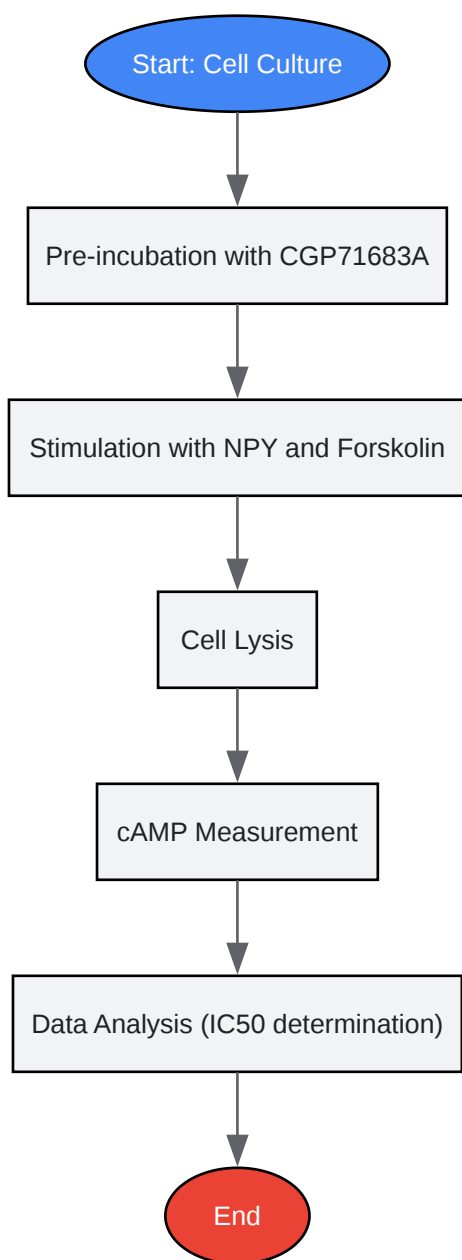 Start: Cell Culture
Pre-incubation with CGP71683A
Stimulation with NPY and Forskolin
Cell Lysis
cAMP Measurement
Data Analysis (IC50 determination)
End